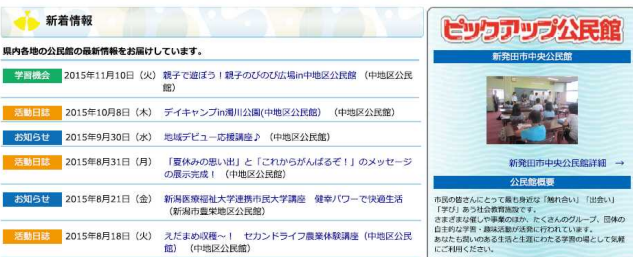 新着情報
県内各地の公民館の最新情報をお届けしています。
学習機会 2015年11月10日（火） 親子で遊ぼう！親子のびのび広場in中地区公民館 （中地区公民
館）
活動日誌 2015年10月8日（木） デイキャンプin濁川公園(中地区公民館) （中地区公民館）
お知らせ 2015年9月30日（水） 地域デビュー応援講座♪ （中地区公民館）
活動日誌 2015年8月31日（月） 「夏休みの思い出」と「これからがんばるぞ！」のメッセージ
の展示完成！ （中地区公民館）
お知らせ 2015年8月21日（金） 新潟医療福祉大学連携市民大学講座 健幸パワーで快適生活
（新潟市豊栄地区公民館）
活動日誌 2015年8月18日（火） えだまめ収穫～！ セカンドライフ農業体験講座（中地区公民
館） （中地区公民館）
ピックアップ公民館
新発田市中央公民館
新発田市中央公民館詳細 →
公民館概要
市民の皆さんにとって最も身近な「触れ合い」「出会い」
「学び」あう社会教育施設です。
さまざまな催しや事業のほか、たくさんのグループ、団体の
自主的な学習・趣味活動が活発に行われています。
あなたも潤いのある生活と生涯にわたる学習の場として気軽
にご利用ください。